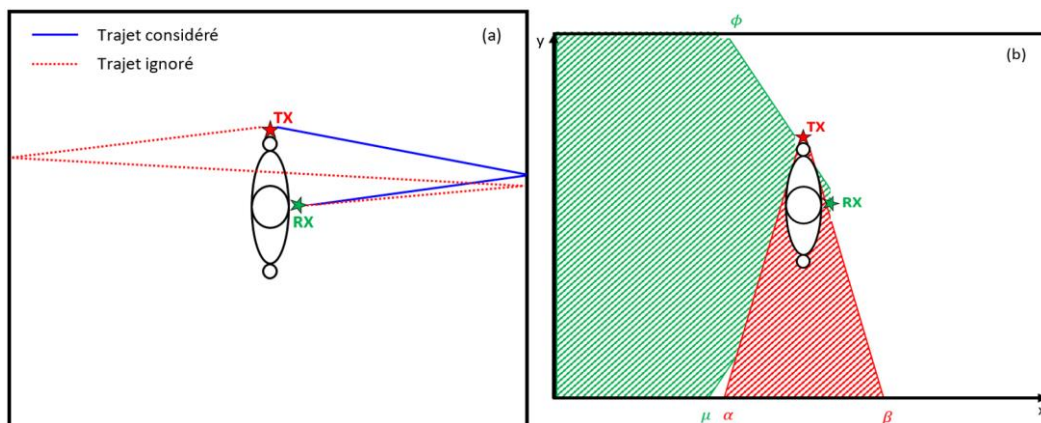 Trajet considéré
(a)
Trajet ignoré
TX
RX
ϕ
y
(b)
TX
RX
μ
α
β
x